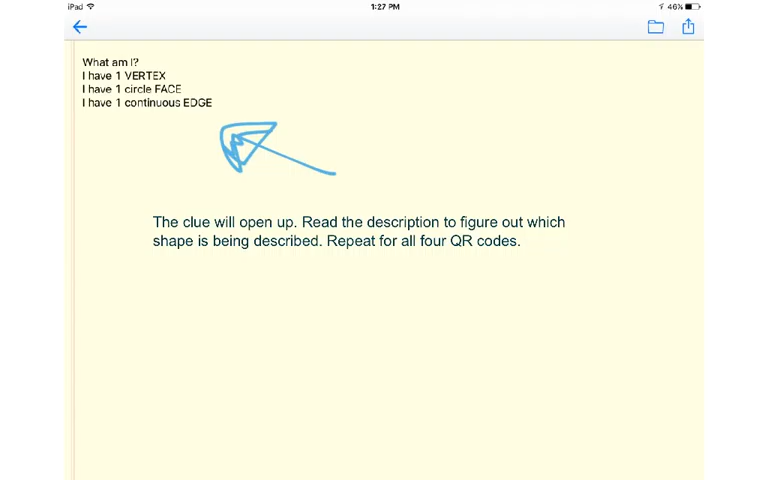 iPad 1:27 PM 46%
What am I?
I have 1 VERTEX
I have 1 circle FACE
I have 1 continuous EDGE
The clue will open up. Read the description to figure out which
shape is being described. Repeat for all four QR codes.